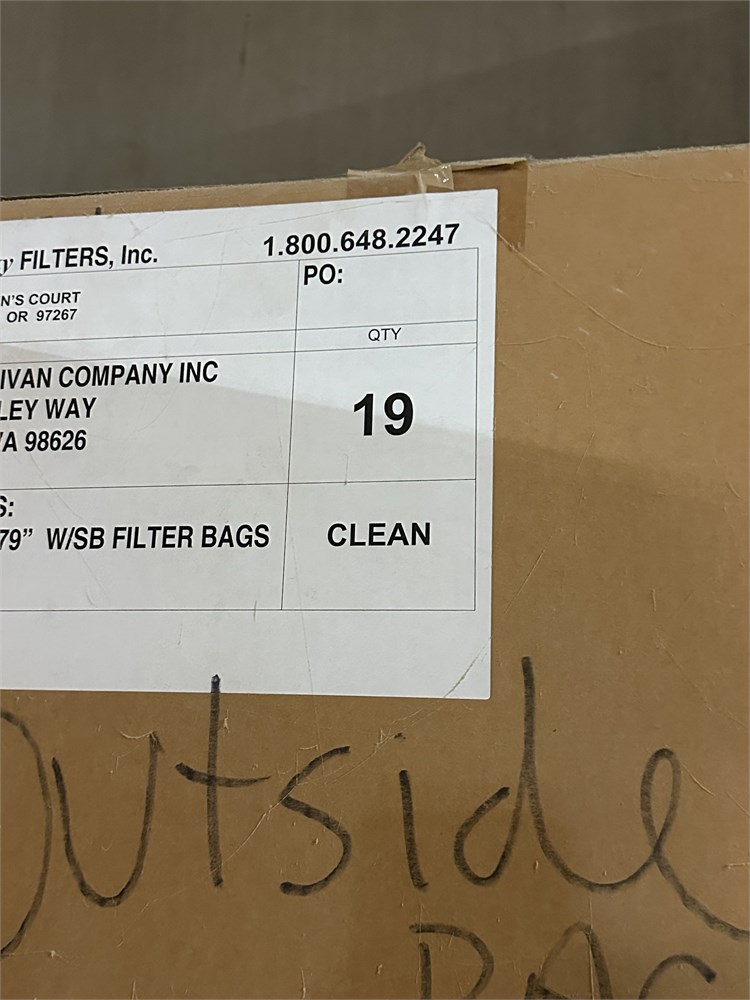 FILTERS, Inc. 1.800.648.2247
PO:
N'S COURT
OR 97267
QTY
IVAN COMPANY INC
LEY WAY
19
A 98626
S:
79” W/SB FILTER BAGS
CLEAN
Outside